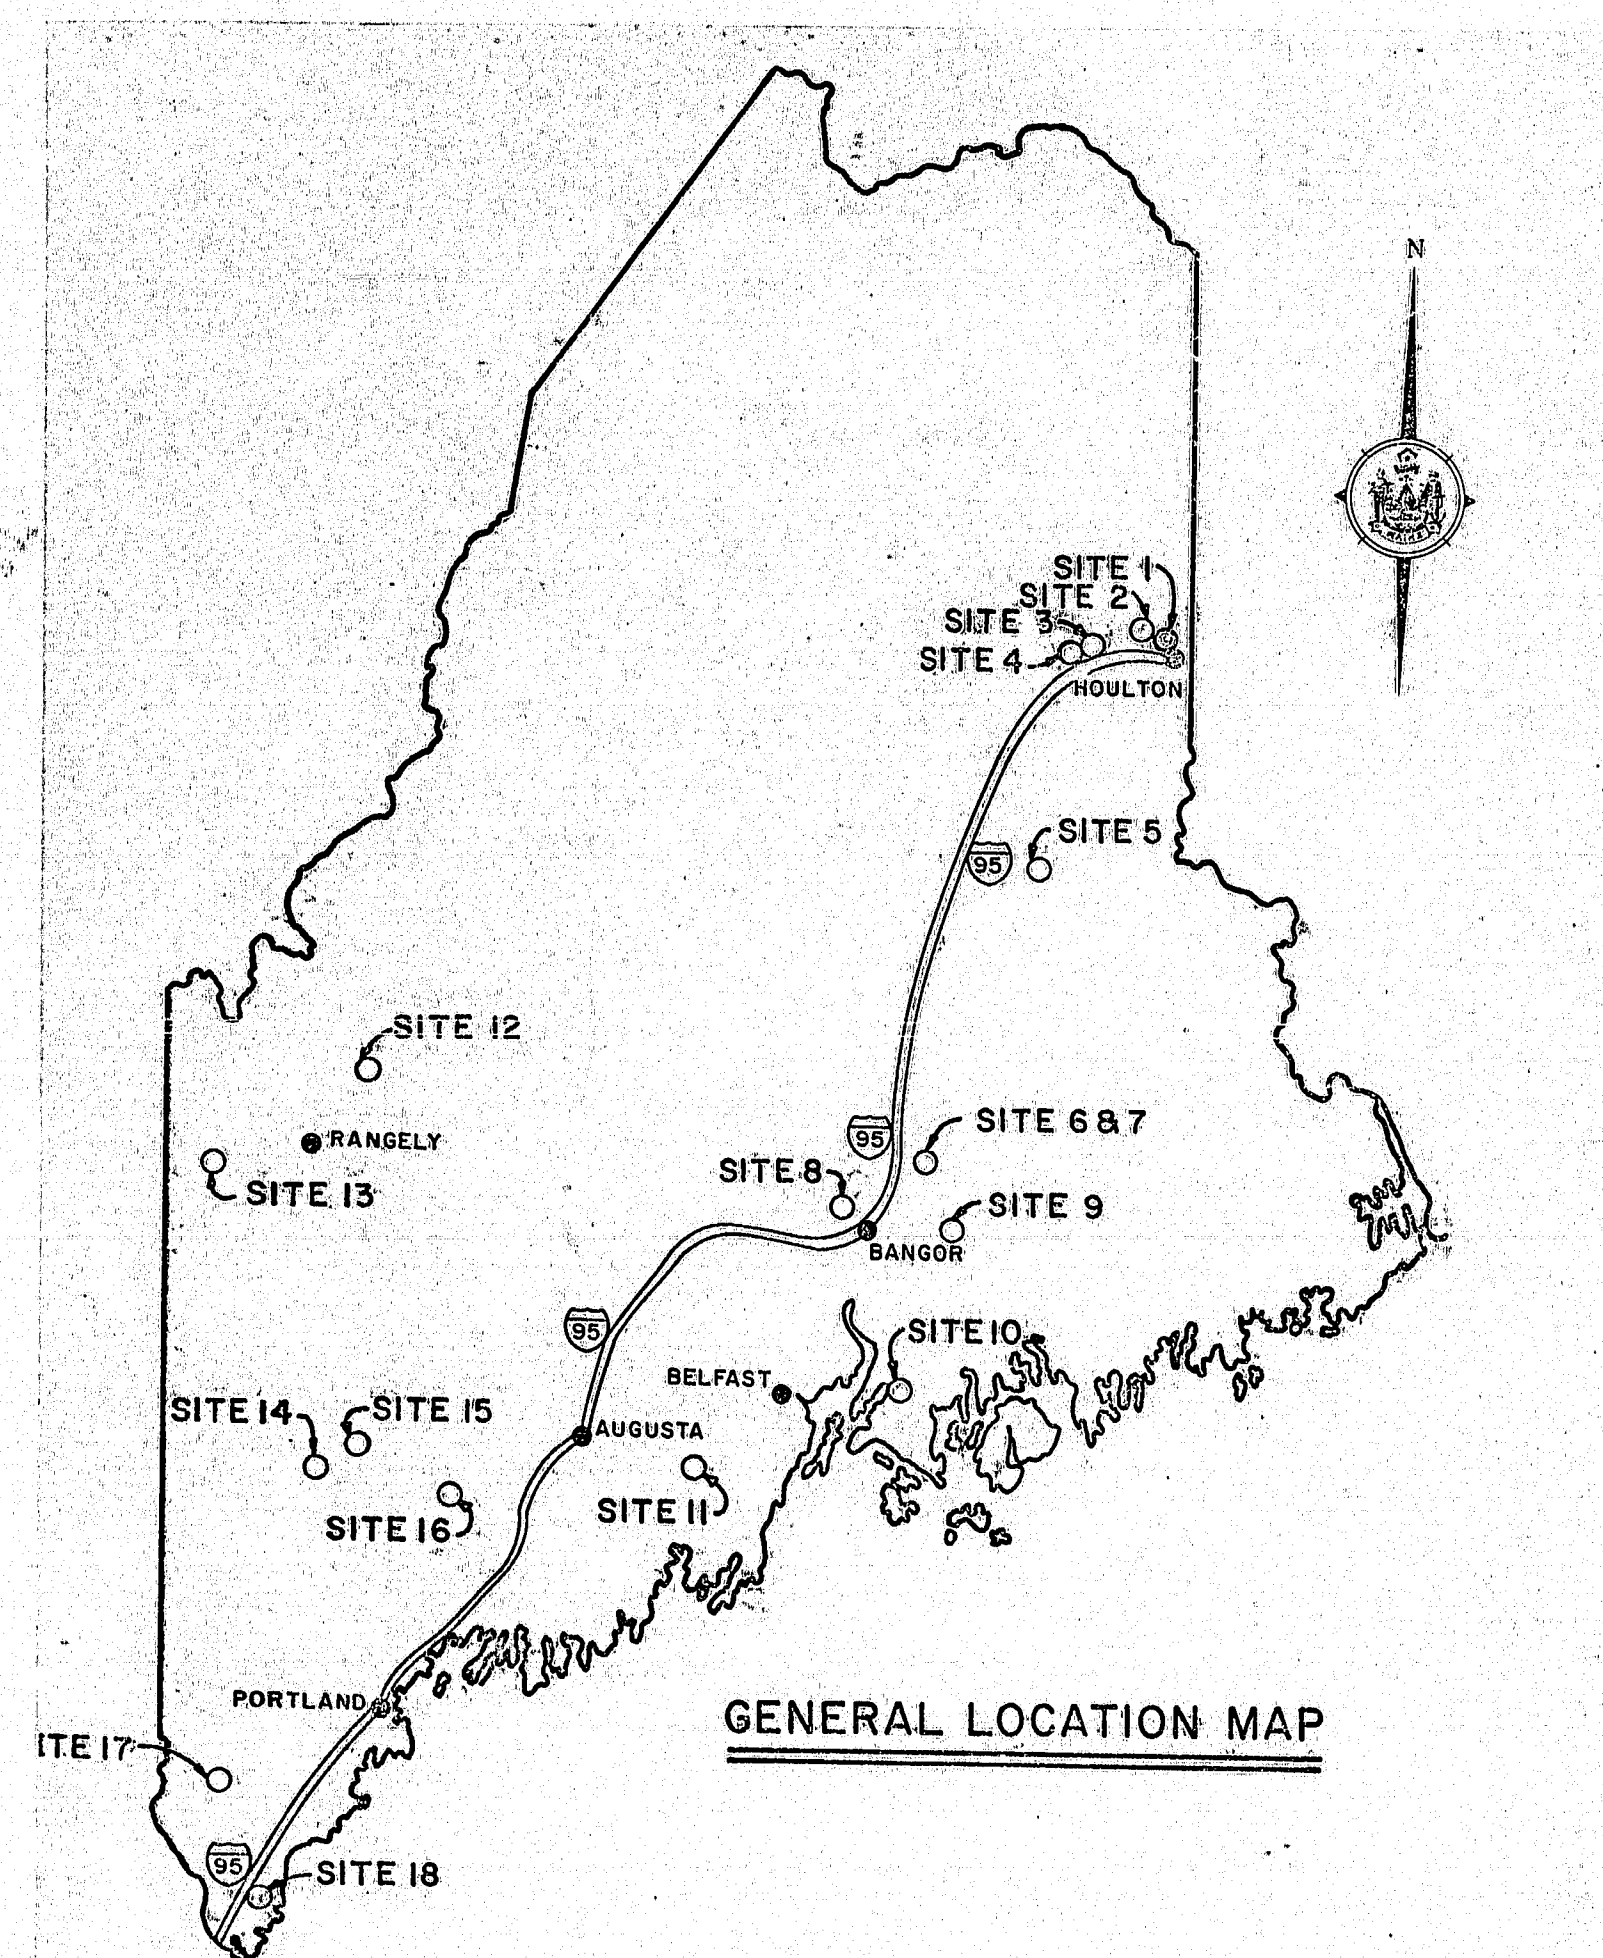 N
SITE 1
SITE 2
SITE 3
SITE 4
HOULTON
SITE 5
95
SITE 12
SITE 6 & 7
95
RANGELY
SITE 8
SITE 13
SITE 9
BANGOR
95
SITE 10
BELFAST
SITE 14
SITE 15
AUGUSTA
SITE 11
SITE 16
PORTLAND
GENERAL LOCATION MAP
ITE 17
95
SITE 18